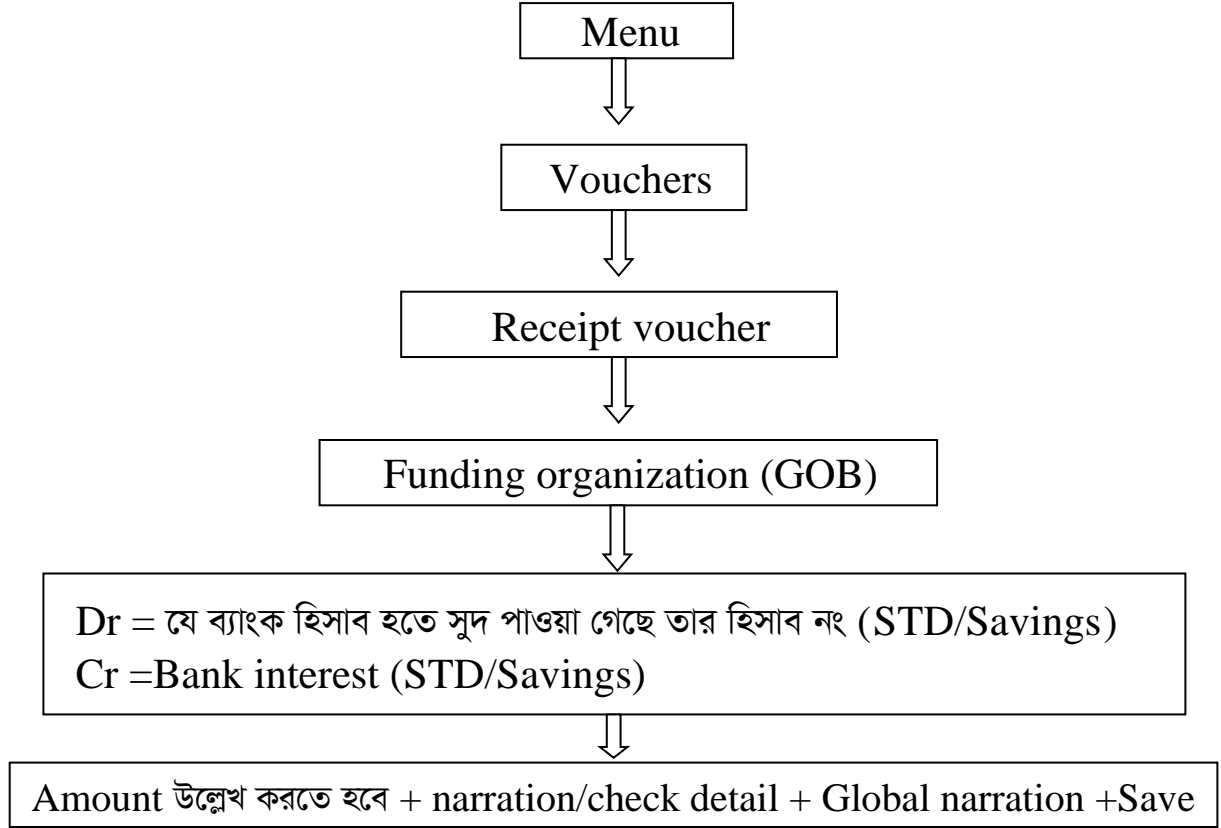 Menu
Vouchers
Receipt voucher
Funding organization (GOB)
Dr = যে ব্যাংক হিসাব হতে সুদ পাওয়া গেছে তার হিসাব নং (STD/Savings)
Cr =Bank interest (STD/Savings)
Amount উল্লেখ করতে হবে + narration/check detail + Global narration +Save